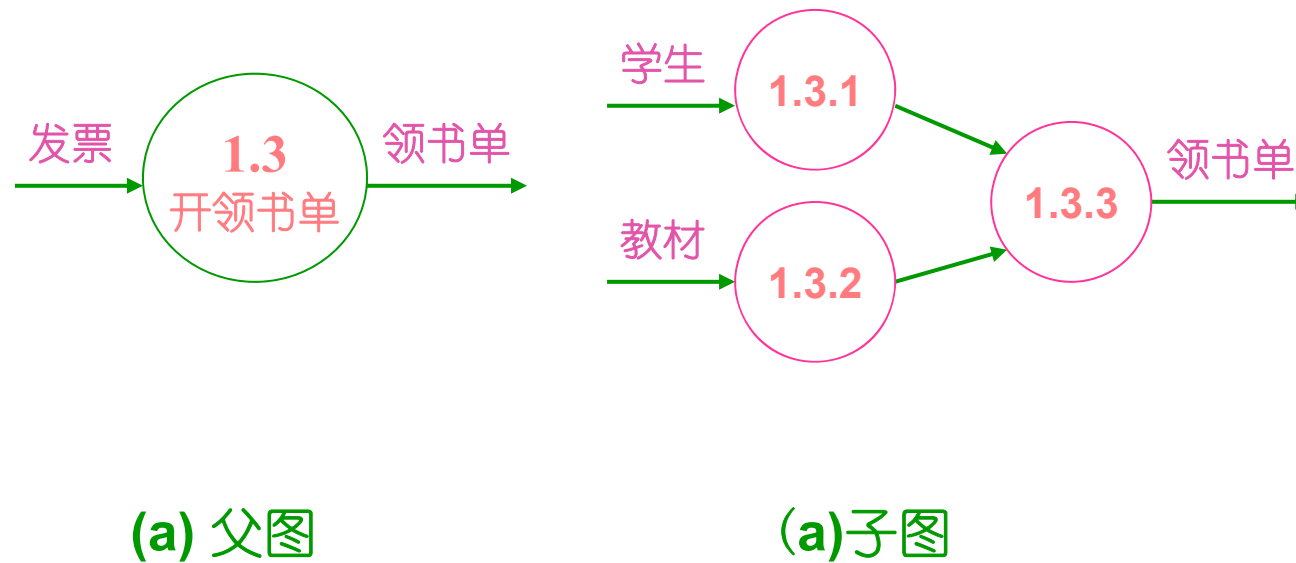 发票
1.3
开领书单
领书单
学生
1.3.1
教材
1.3.2
1.3.3
领书单
(a) 父图
（a)子图